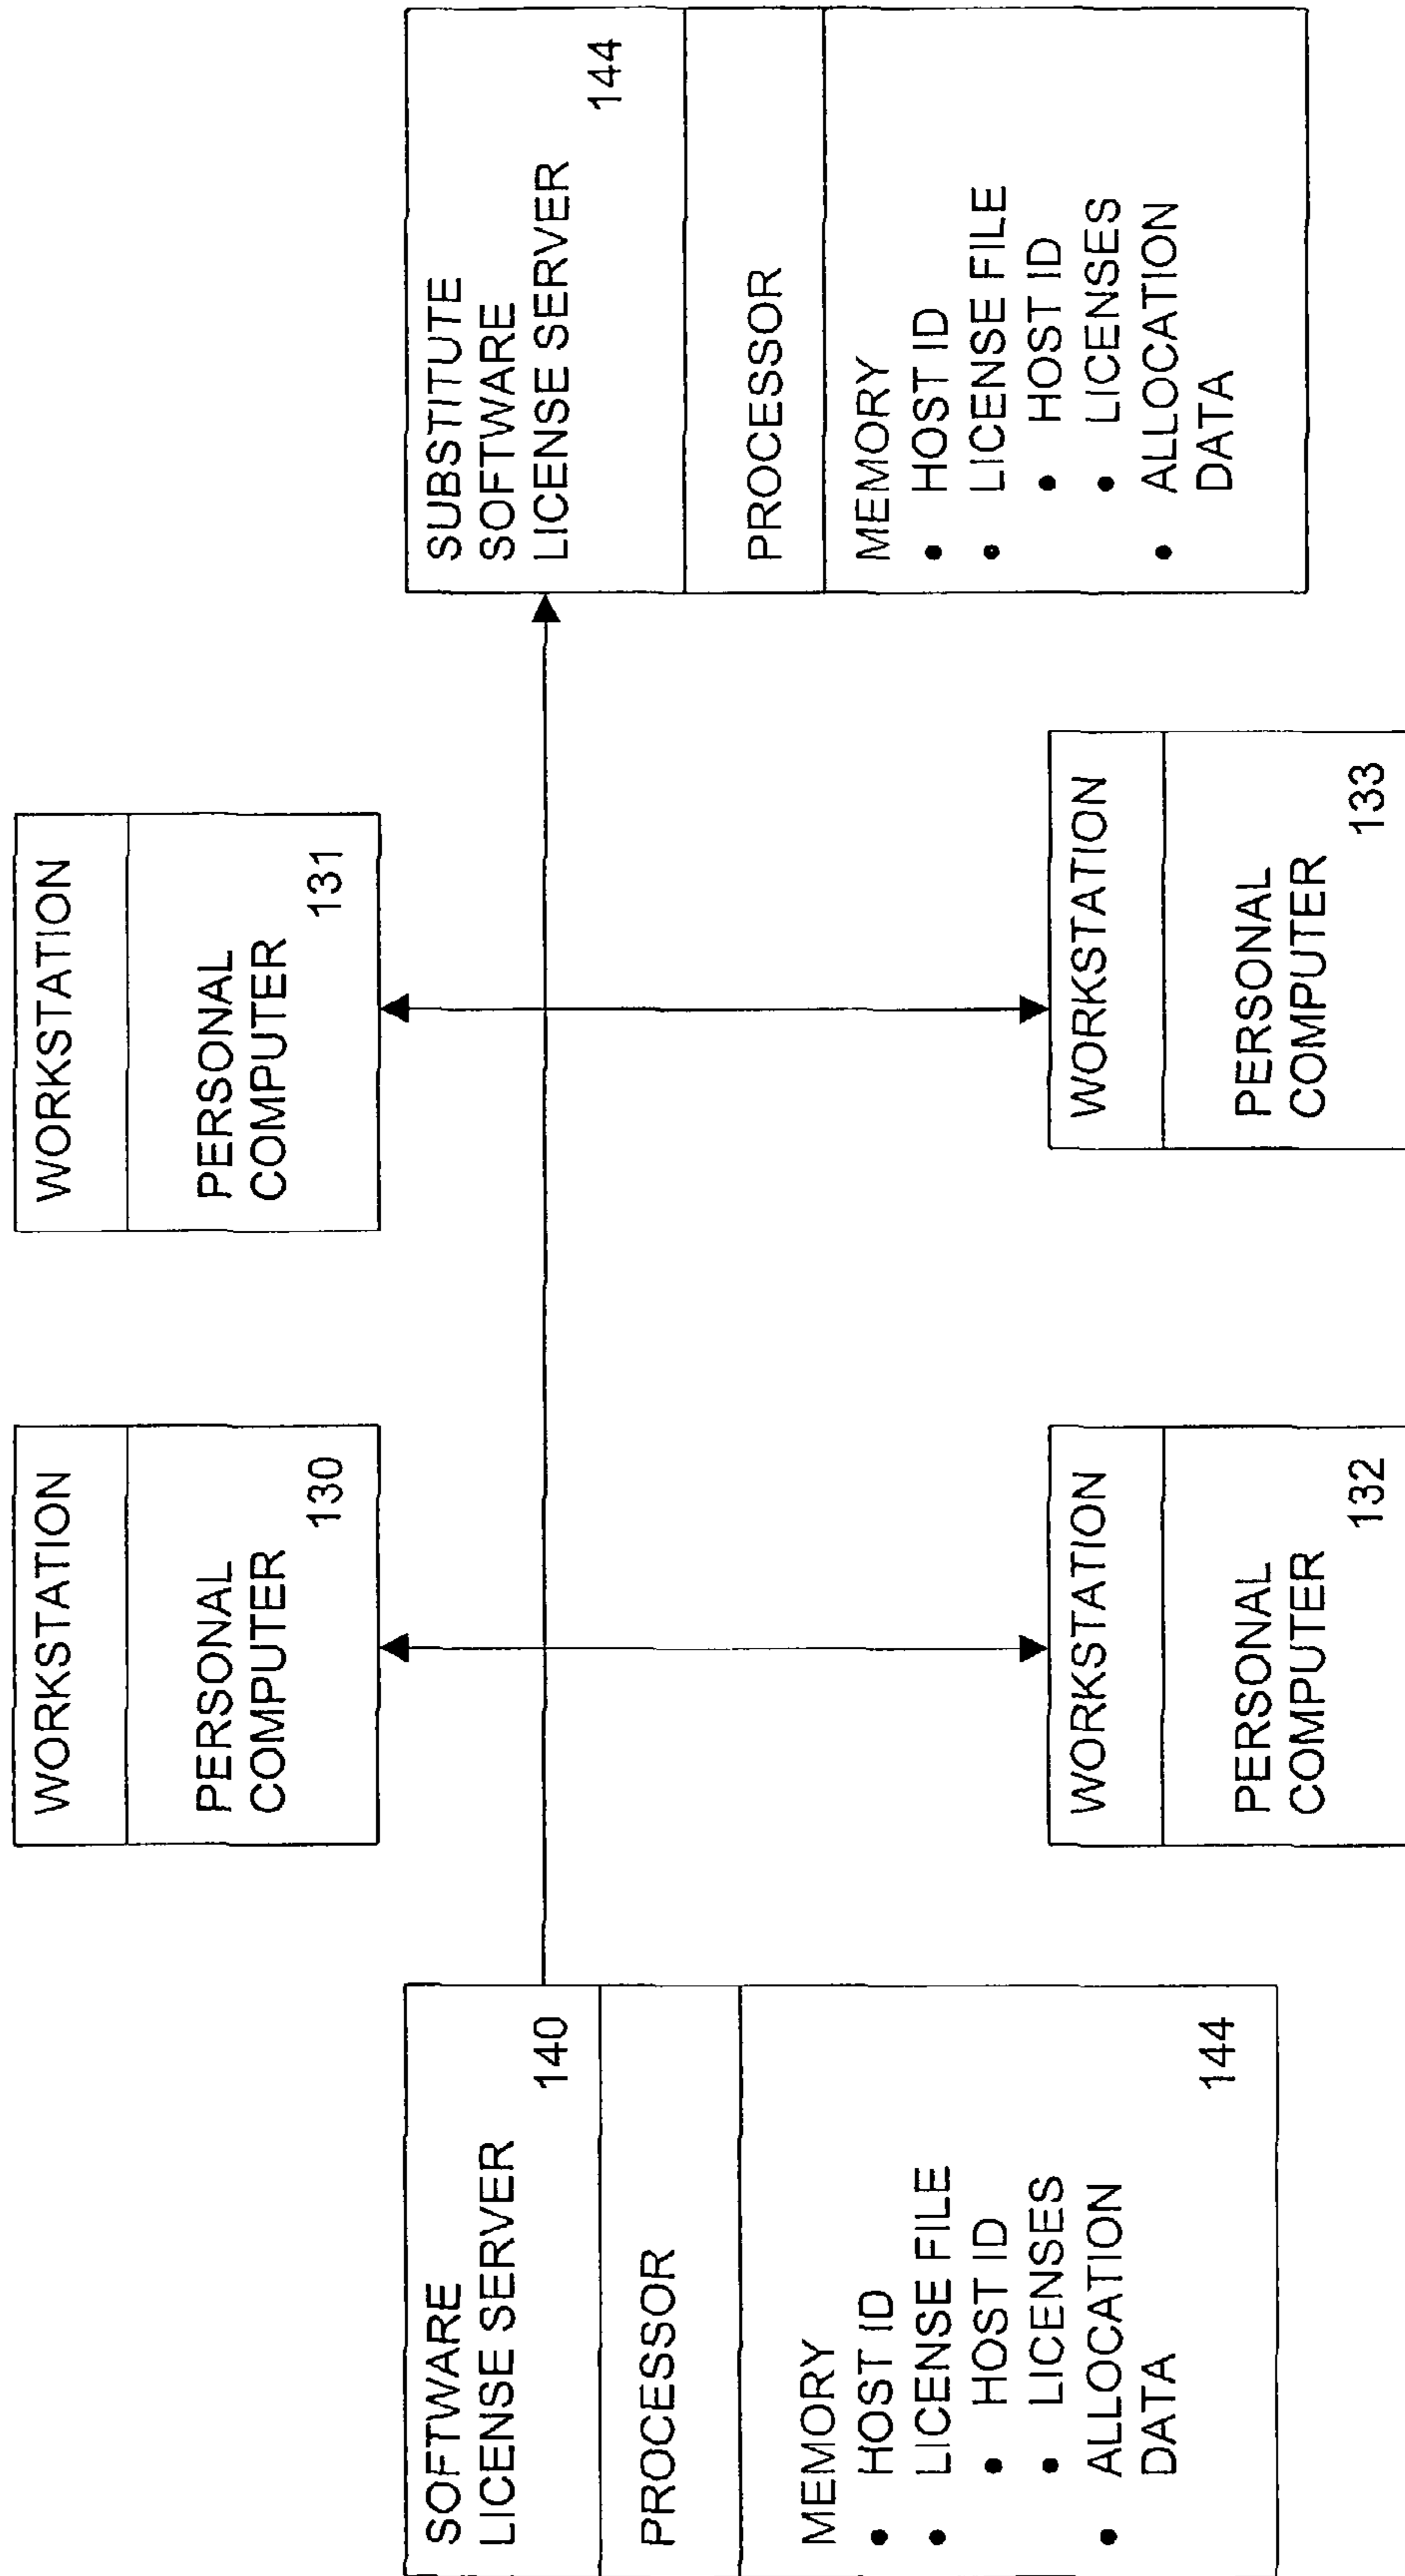 WORKSTATION
PERSONAL
COMPUTER
130
WORKSTATION
PERSONAL
COMPUTER
131
SOFTWARE
LICENSE SERVER
140
PROCESSOR
MEMORY
• HOST ID
• LICENSE FILE
• HOST ID
• LICENSES
• ALLOCATION
DATA
144
SUBSTITUTE
SOFTWARE
LICENSE SERVER
144
PROCESSOR
MEMORY
• HOST ID
• LICENSE FILE
• HOST ID
• LICENSES
• ALLOCATION
DATA
WORKSTATION
PERSONAL
COMPUTER
132
WORKSTATION
PERSONAL
COMPUTER
133